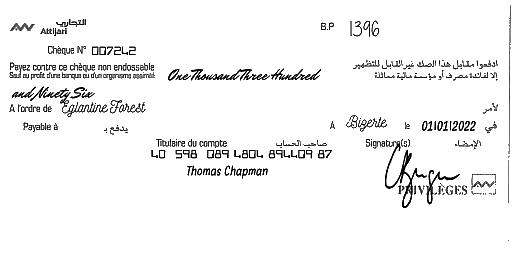 التجاري
Attijari
B.P 1396
Chèque N° 007242
Payez contre ce chèque non endossable
Sauf au profit d'une banque ou d'un organisme assimilé
One Thousand Three Hundred
ادفعوا مقابل هذا الصك غير القابل للتظهير
إلا لفائدة مصرف أو مؤسسة مالية مماثلة
and Ninety Six
A l'ordre de Eglantine Forest لأمر
Payable à يدفع بـ
A Bizerte le 01|01|2022 في
Titulaire du compte صاحب الحساب Signature(s) الإمضاء
40 598 089 4804 894409 87
Thomas Chapman
PRIVILÈGES